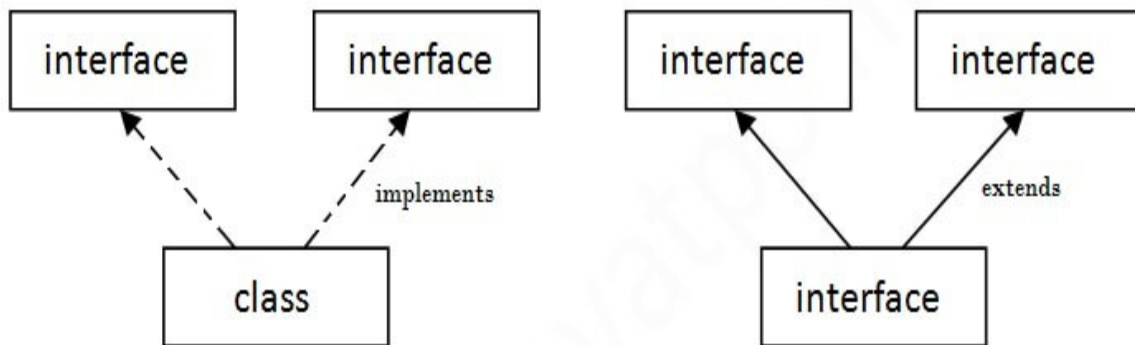 interface interface interface interface
implements extends
class interface